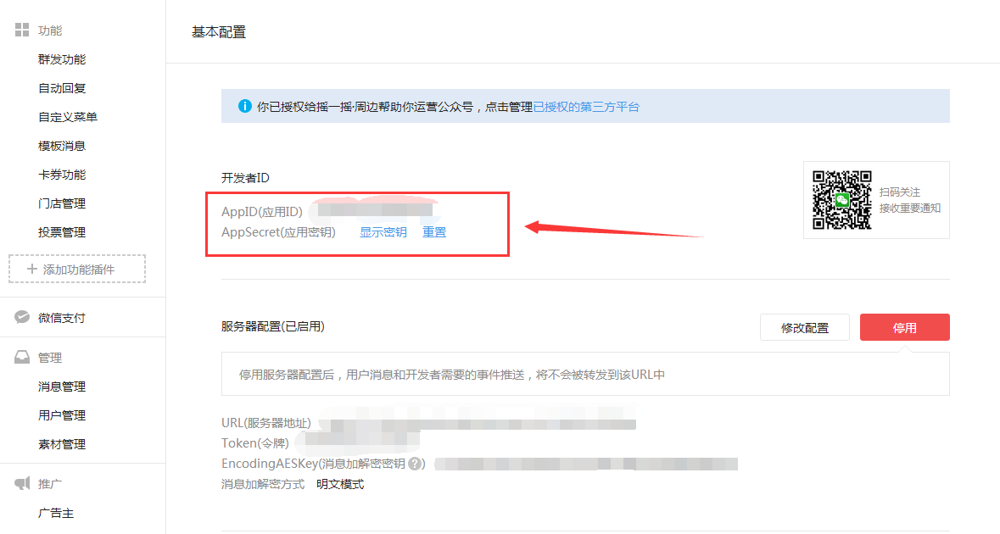 功能
群发功能
自动回复
自定义菜单
模板消息
卡券功能
门店管理
投票管理
添加功能插件
微信支付
管理
消息管理
用户管理
素材管理
推广
广告主
基本配置
你已授权给摇一摇·周边帮助你运营公众号，点击管理已授权的第三方平台
开发者ID
AppID(应用ID)
AppSecret(应用密钥) 显示密钥 重置
扫码关注
接收重要通知
服务器配置(已启用) 修改配置 停用
停用服务器配置后，用户消息和开发者需要的事件推送，将不会被转发到该URL中
URL(服务器地址)
Token(令牌)
EncodingAESKey(消息加解密密钥?)
消息加解密方式 明文模式